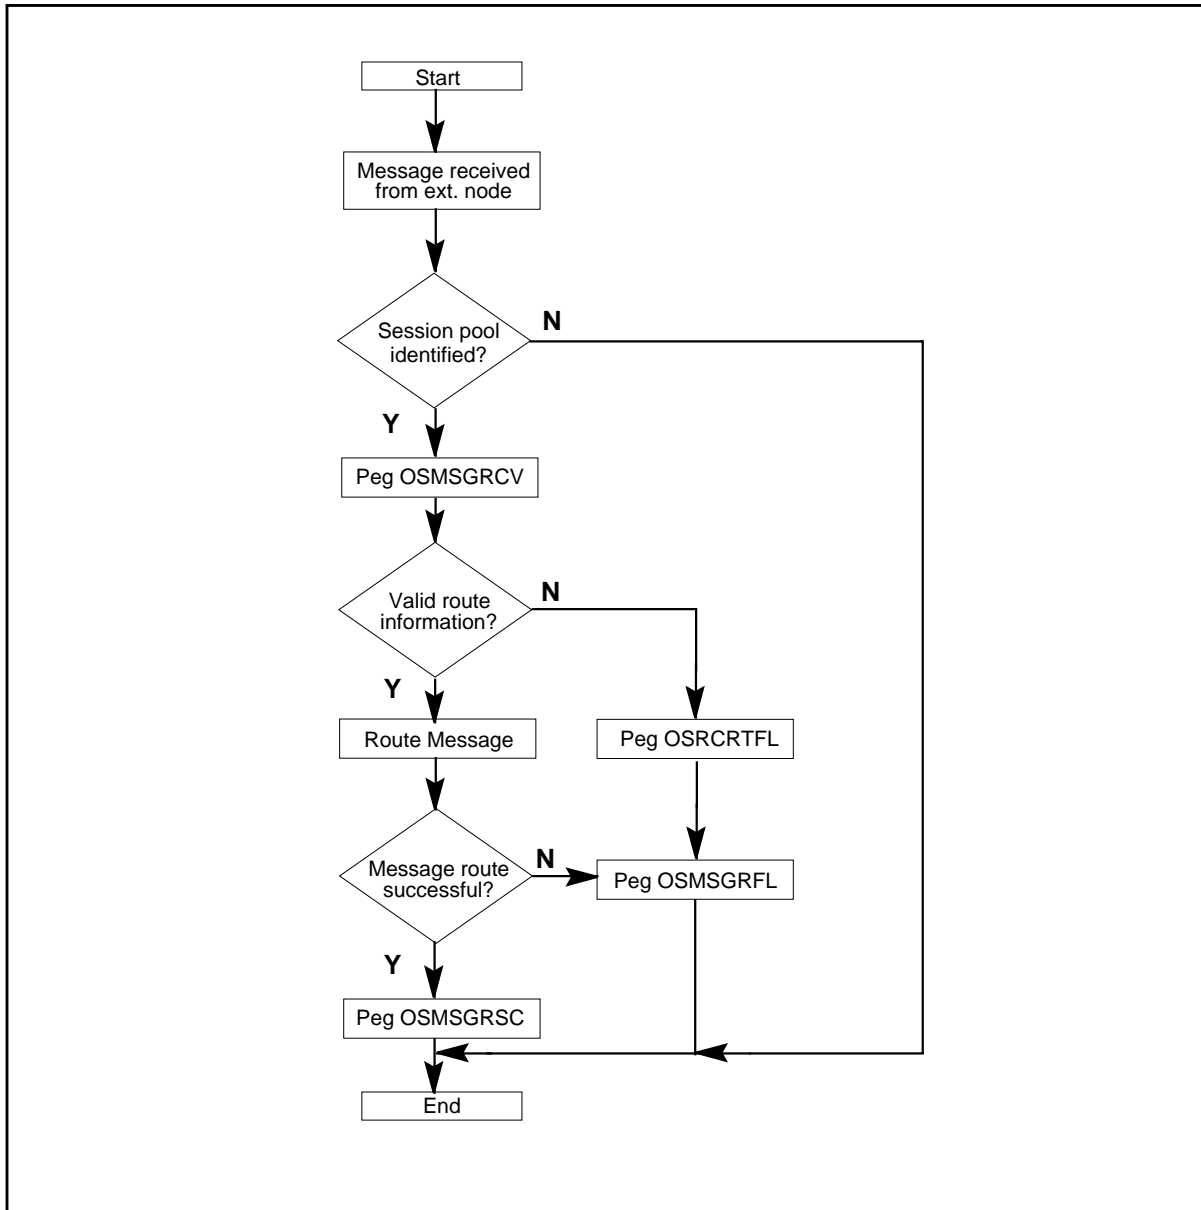 Start
Message received
from ext. node
Session pool
identified?
N
Y
Peg OSMSGRCV
Valid route
information?
N
Y
Route Message
Peg OSRCRTFL
Message route
successful?
N
Peg OSMSGRFL
Y
Peg OSMSGRSC
End